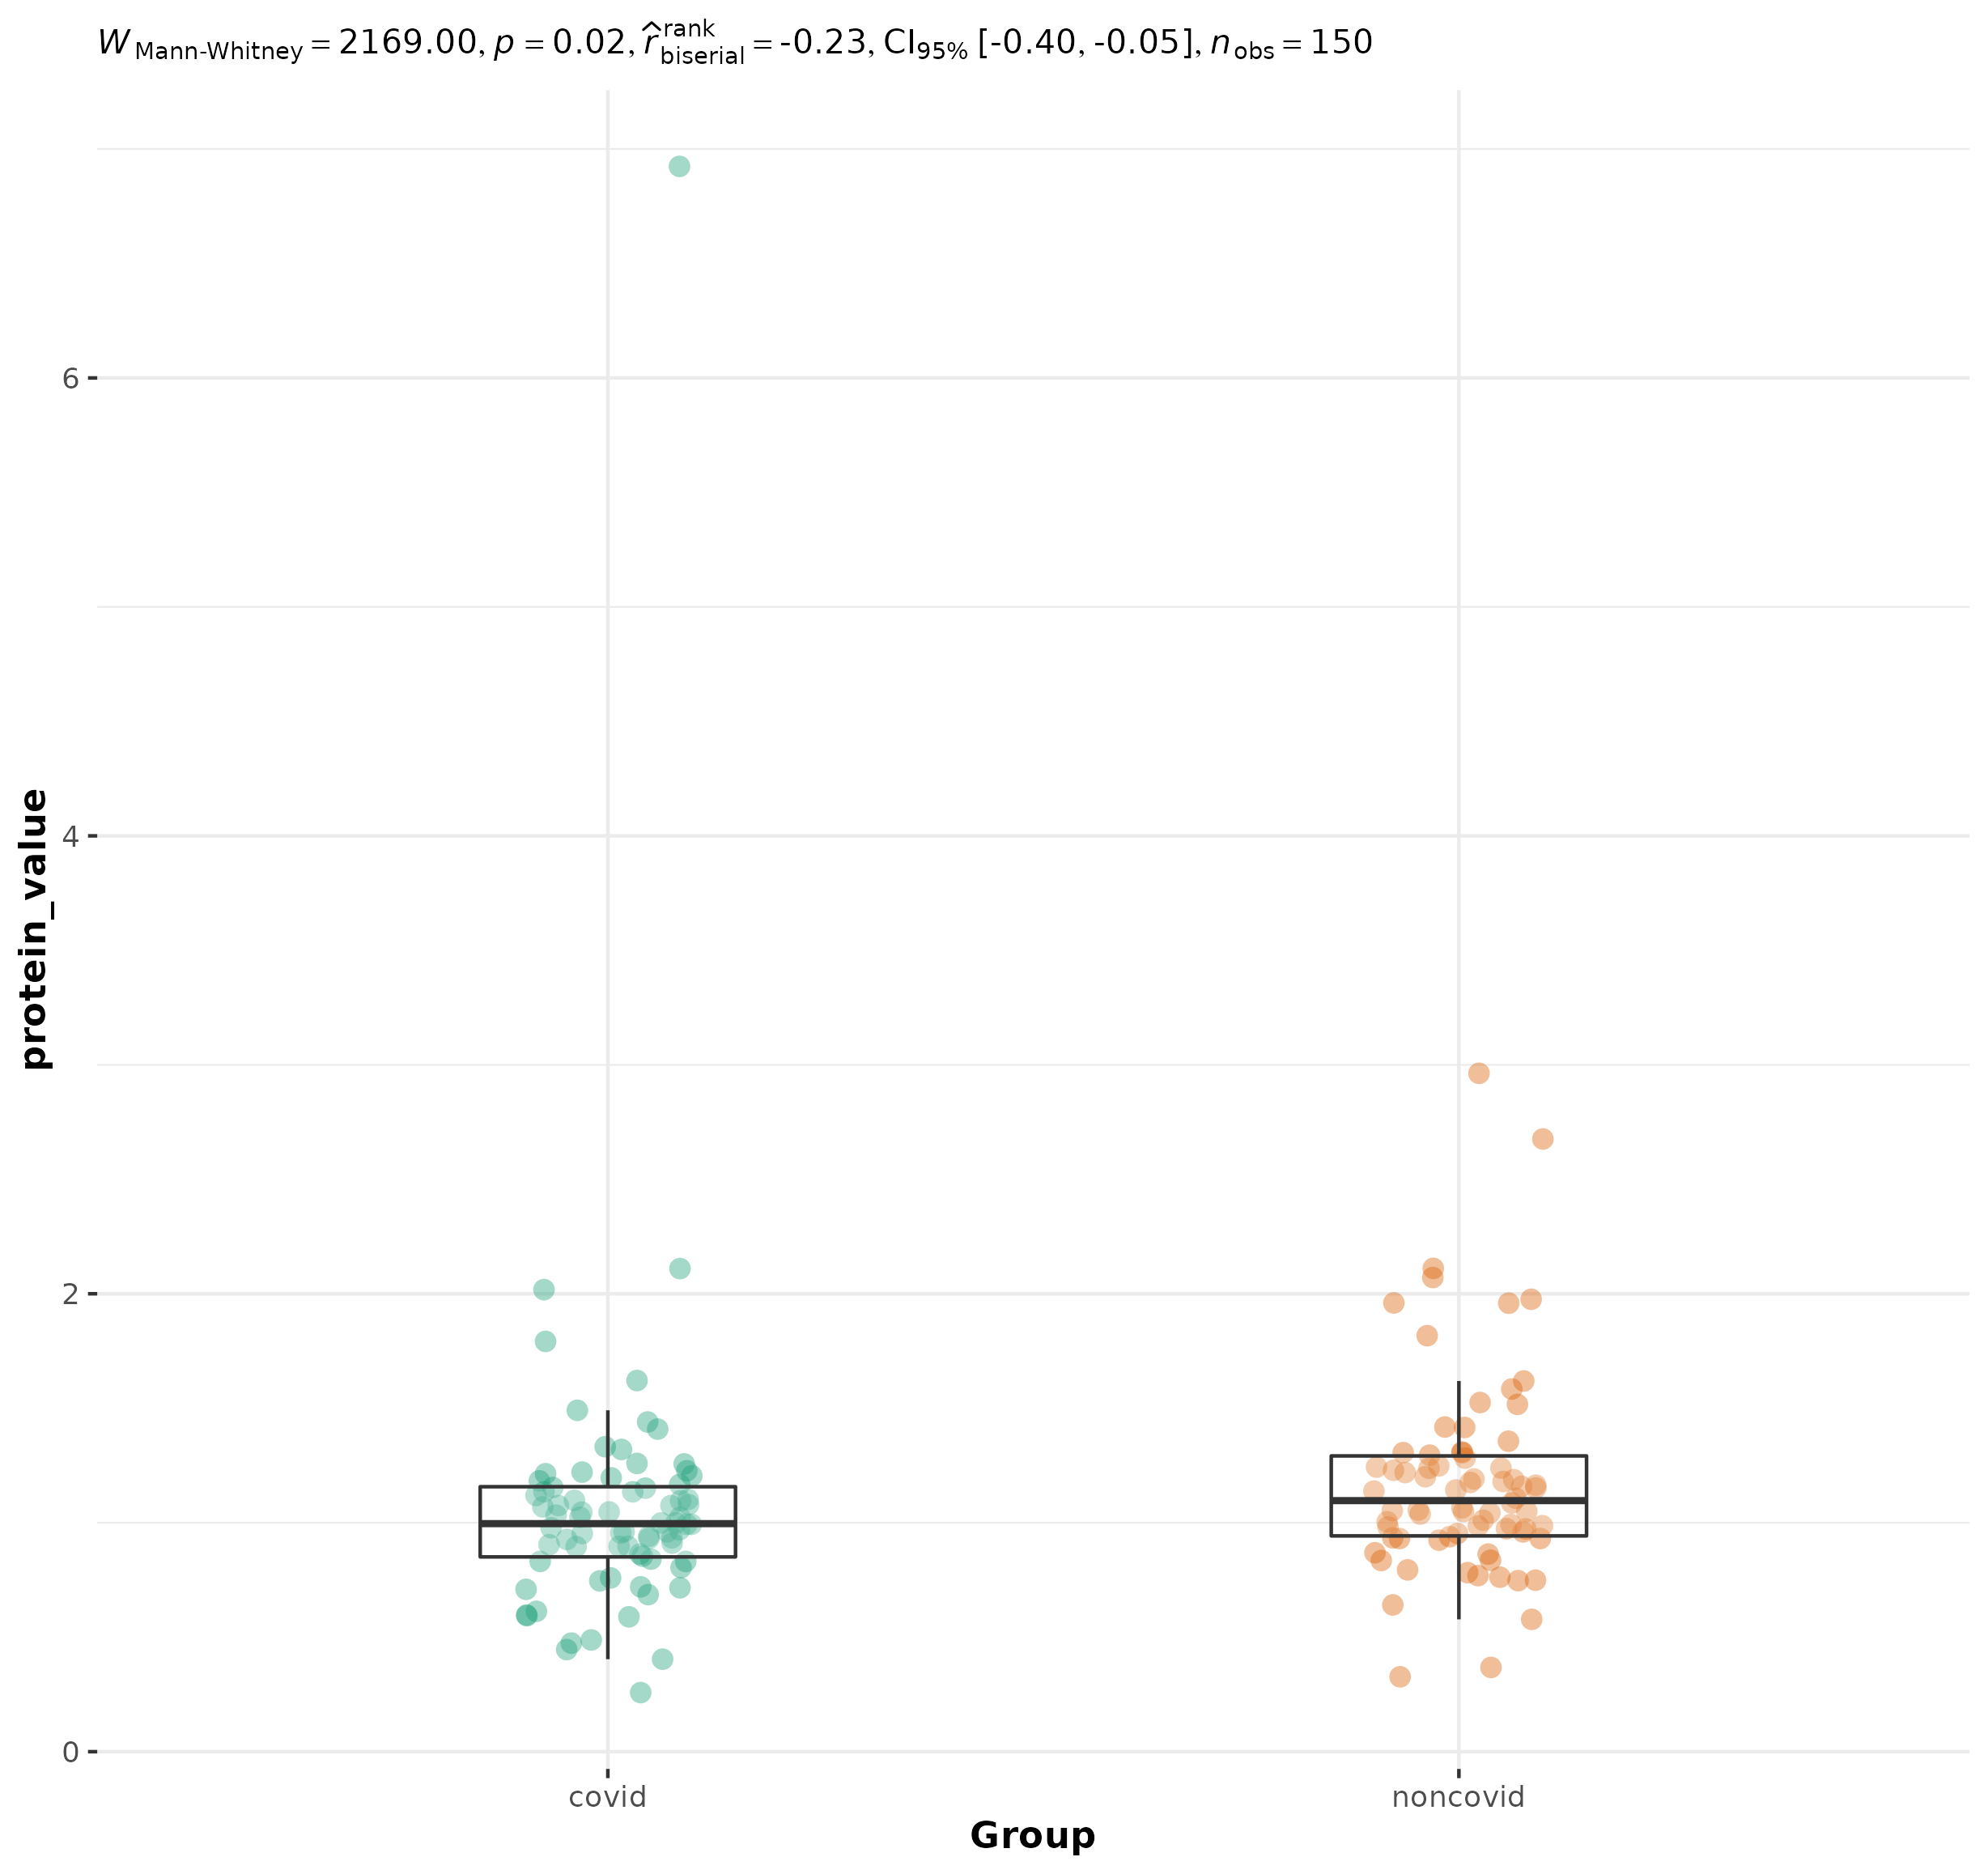 W Mann-Whitney = 2169.00, p = 0.02, r̂ rank biserial = -0.23, CI95% [-0.40, -0.05], nobs = 150
protein_value
6
4
2
0
covid noncovid
Group